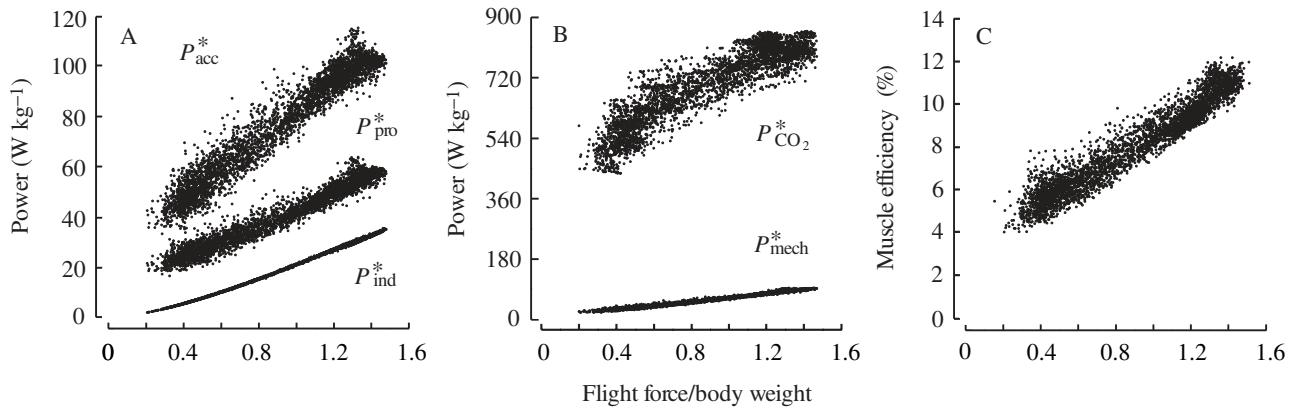 A
120
100
80
60
40
20
0
Power (W kg⁻¹)
P*acc
P*pro
P*ind
0 0.4 0.8 1.2 1.6
B
900
720
540
360
180
0
Power (W kg⁻¹)
P*CO2
P*mech
0 0.4 0.8 1.2 1.6
C
14
12
10
8
6
4
2
0
Muscle efficiency (%)
0 0.4 0.8 1.2 1.6
Flight force/body weight